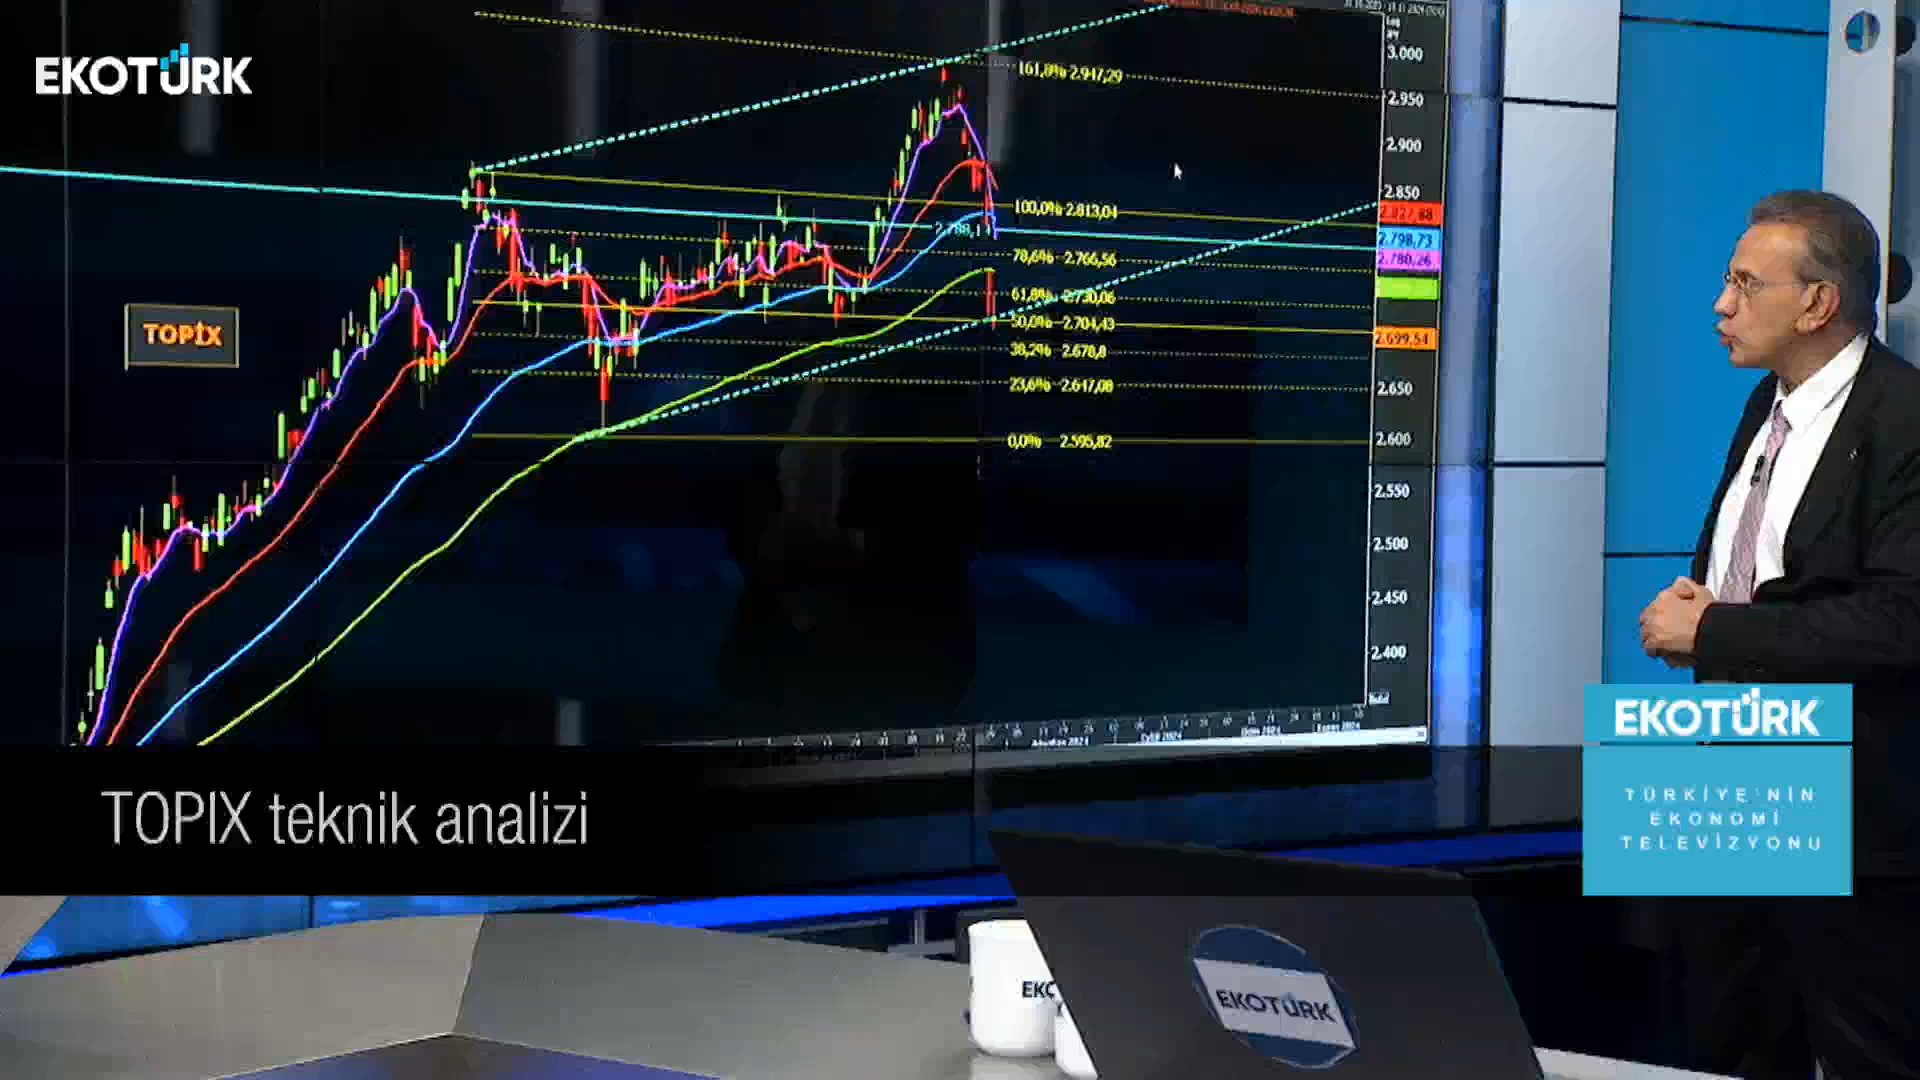 EKOTÜRK
TOPİX
161,8% 2.947,29
100,0% 2.813,04
78,6% 2.766,56
61,8% 2.730,06
50,0% 2.704,43
38,2% 2.678,8
23,6% 2.647,08
0,0% 2.595,82
3.000
2.950
2.900
2.850
2.827,88
2.798,73
2.780,26
2.699,54
2.650
2.600
2.550
2.500
2.450
2.400
TOPIX teknik analizi
EKOTÜRK
TÜRKİYE'NİN
EKONOMİ
TELEVİZYONU
EKOTÜRK